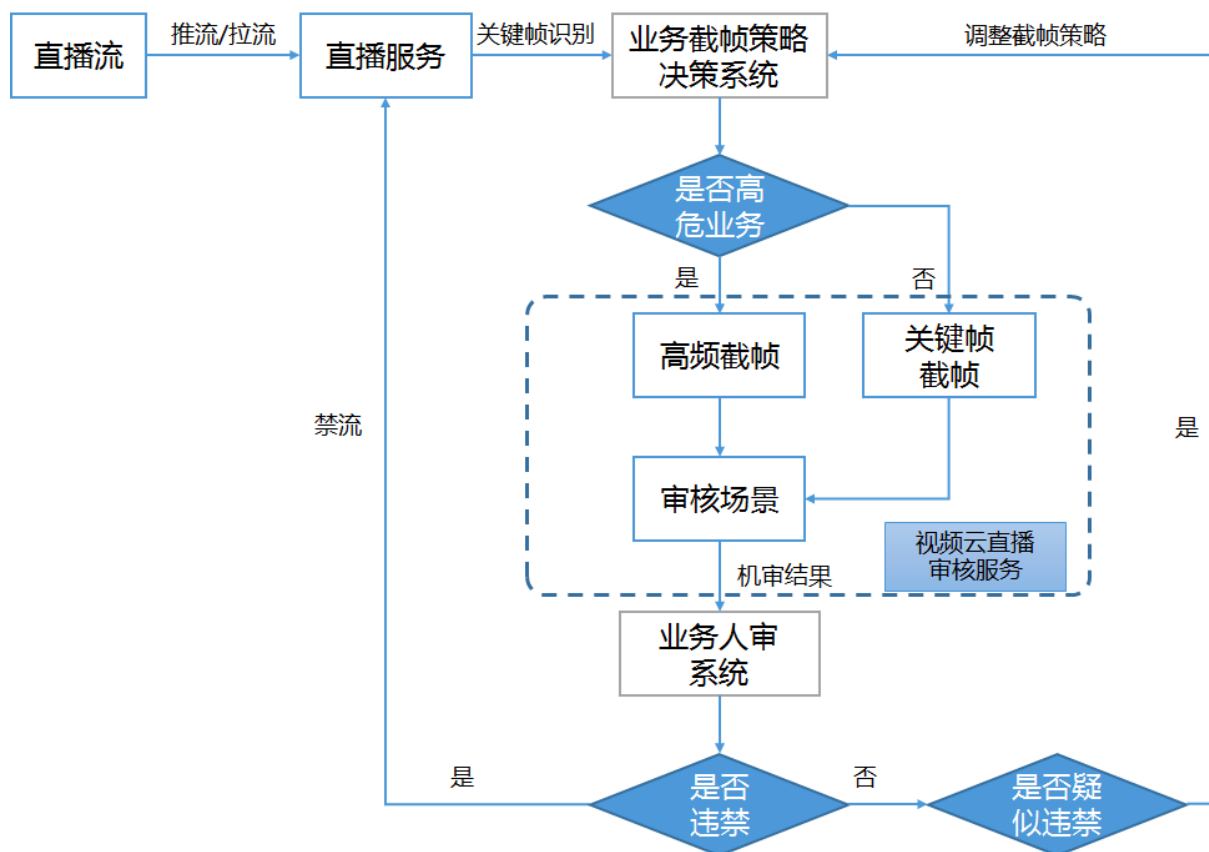 直播流
推流/拉流
直播服务
关键帧识别
业务截帧策略
决策系统
调整截帧策略
是否高
危业务
是
否
高频截帧
关键帧
截帧
禁流
是
审核场景
视频云直播
审核服务
机审结果
业务人审
系统
是
是否
违禁
否
是否疑
似违禁